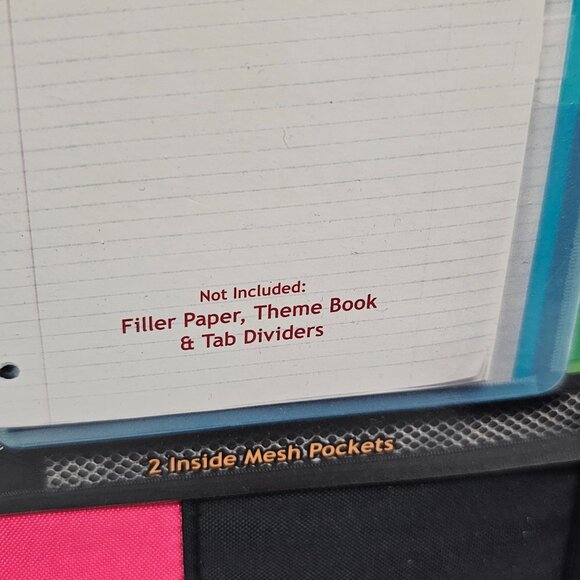 Not Included:
Filler Paper, Theme Book
& Tab Dividers
2 Inside Mesh Pockets